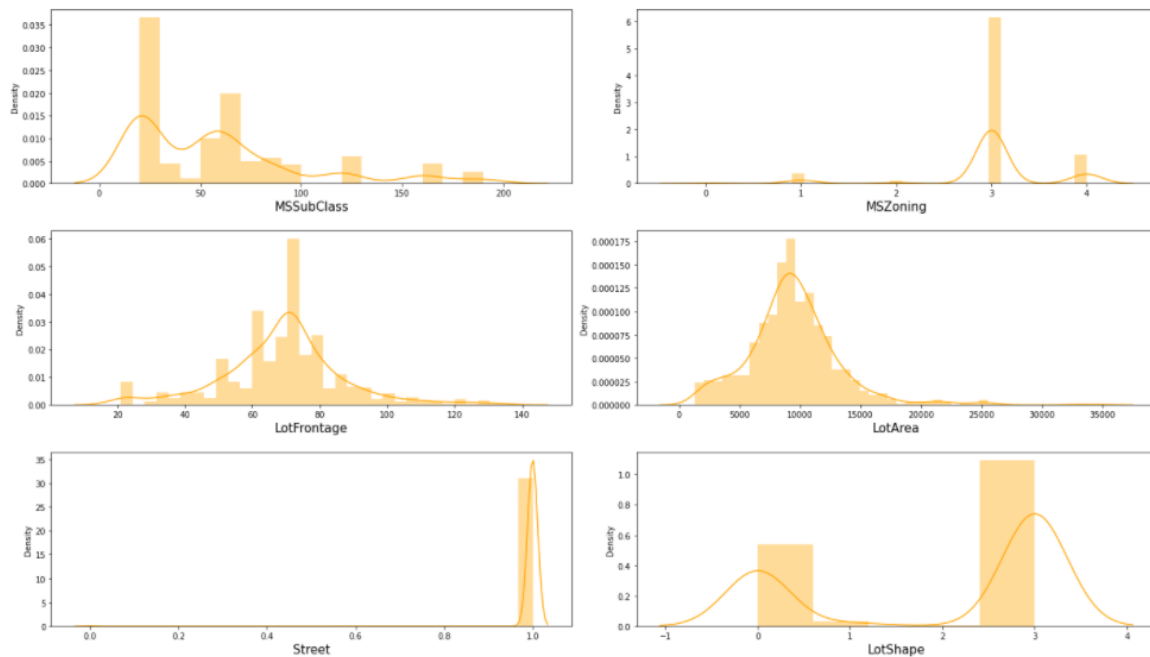 0.035
0.030
0.025
0.020
0.015
0.010
0.005
0.000
Density
0 50 100 150 200
MSSubClass
6
5
4
3
2
1
0
Density
0 1 2 3 4
MSZoning
0.06
0.05
0.04
0.03
0.02
0.01
0.00
Density
20 40 60 80 100 120 140
LotFrontage
0.000175
0.000150
0.000125
0.000100
0.000075
0.000050
0.000025
0.000000
Density
0 5000 10000 15000 20000 25000 30000 35000
LotArea
35
30
25
20
15
10
5
0
Density
0.0 0.2 0.4 0.6 0.8 1.0
Street
1.0
0.8
0.6
0.4
0.2
0.0
Density
−1 0 1 2 3 4
LotShape